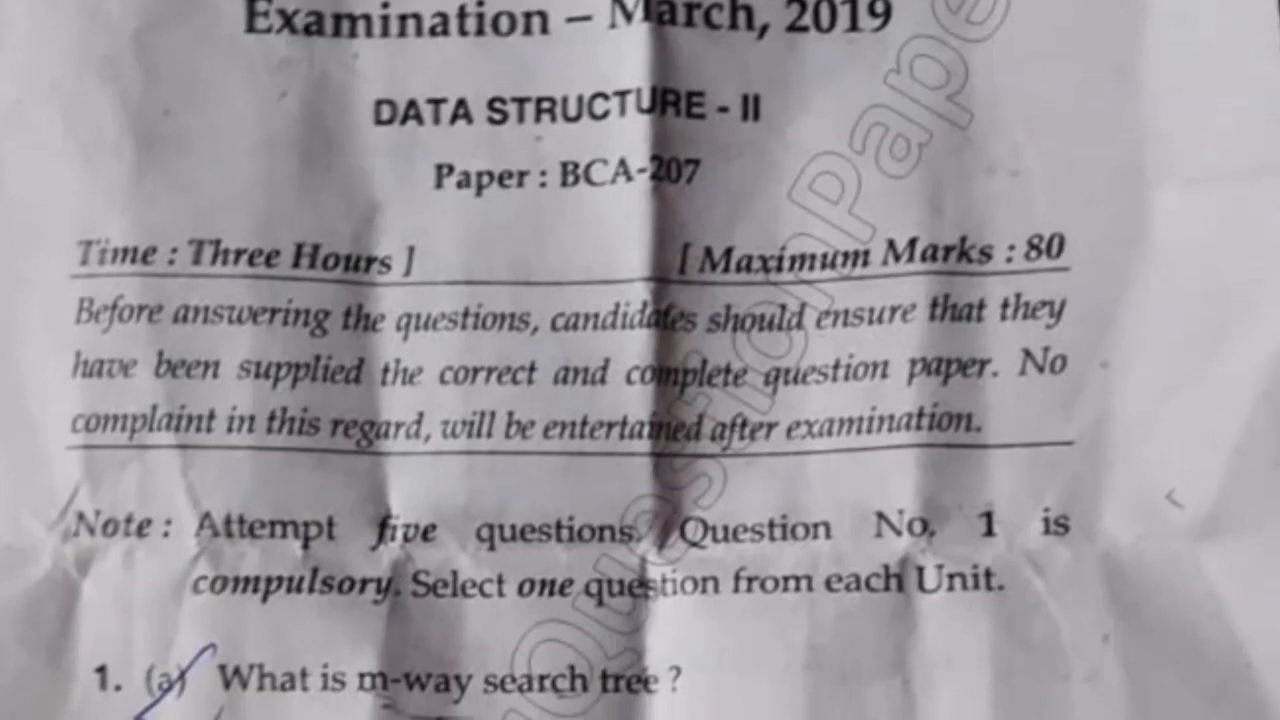 Examination – March, 2019
DATA STRUCTURE - II
Paper : BCA-207
Time : Three Hours ] [ Maximum Marks : 80
Before answering the questions, candidates should ensure that they
have been supplied the correct and complete question paper. No
complaint in this regard, will be entertained after examination.
Note : Attempt five questions. Question No. 1 is
compulsory. Select one question from each Unit.
1. (a) What is m-way search tree ?
QuestionPape